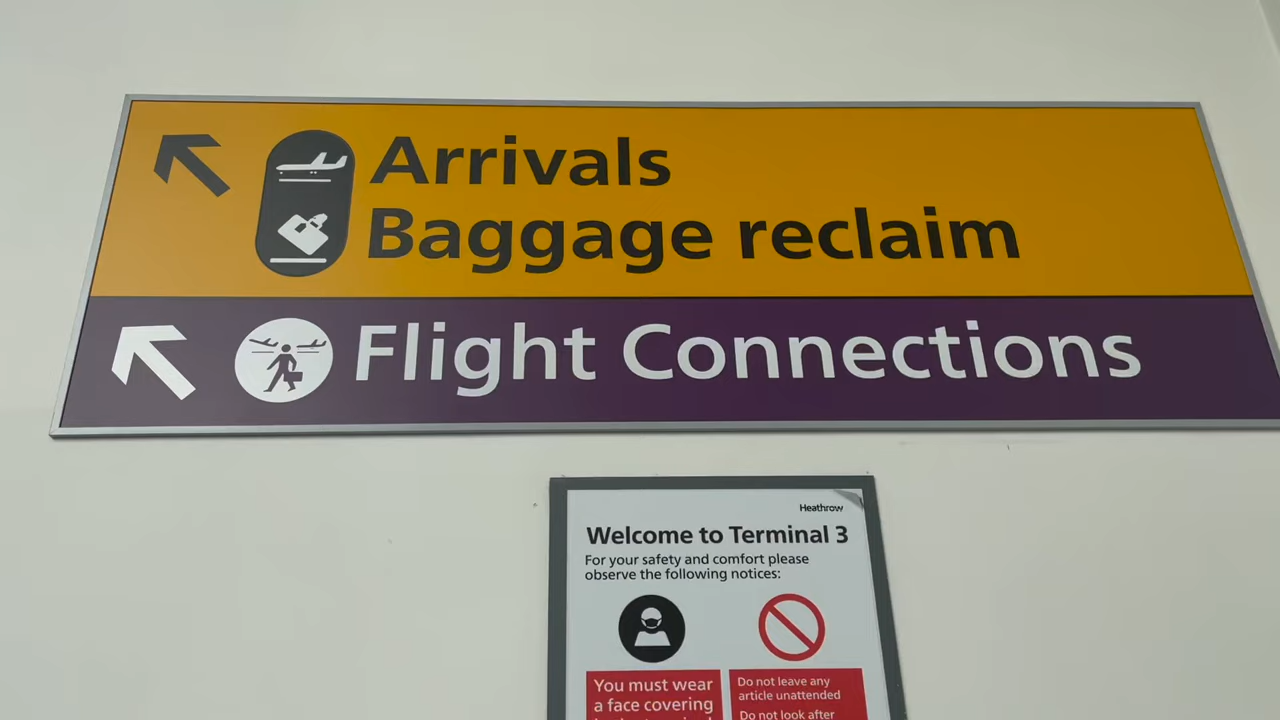 Arrivals
Baggage reclaim
Flight Connections
Heathrow
Welcome to Terminal 3
For your safety and comfort please
observe the following notices:
You must wear
a face covering
Do not leave any
article unattended
Do not look after